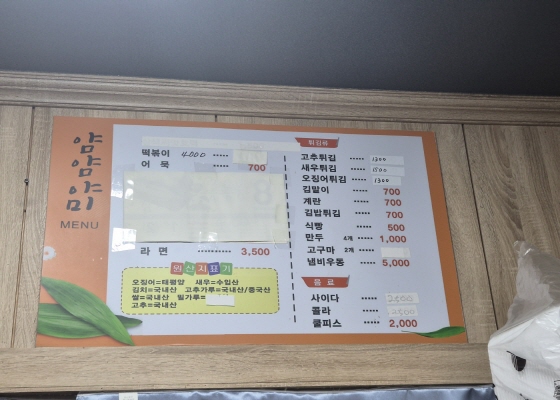 얌얌미
MENU
떡볶이 4.000 .....
어 묵 ..... 700
라 면 .......... 3,500
원산지표기
오징어=태평양 새우=수입산
김치=국내산 고추가루=국내산/중국산
쌀=국내산 밀가루=
고추=국내산
튀김류
고추튀김 ..... 1300
새우튀김 ..... 1500
오징어튀김 ..... 1300
김말이 ..... 700
계란 ..... 700
김밥튀김 ..... 700
식빵 ..... 500
만두 4개 ..... 1,000
고구마 2개 .....
냄비우동 ..... 5,000
음 료
사이다 .....
콜라 .....
쿨피스 ..... 2,000